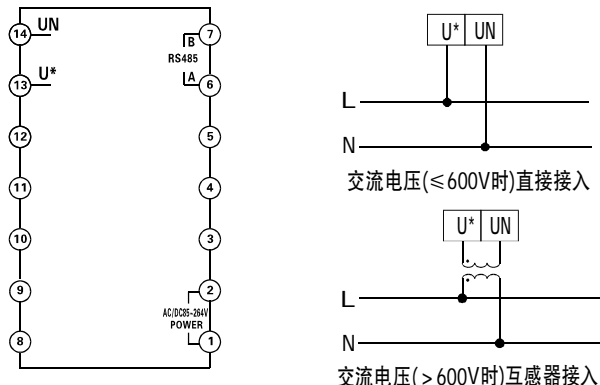 14 UN
13 U*
12
11
10
9
8
7 B
RS485
6 A
5
4
3
2
AC/DC85-264V
POWER
1
U* UN
L
N
交流电压(≤600V时)直接接入
U* UN
L
N
交流电压(>600V时)互感器接入